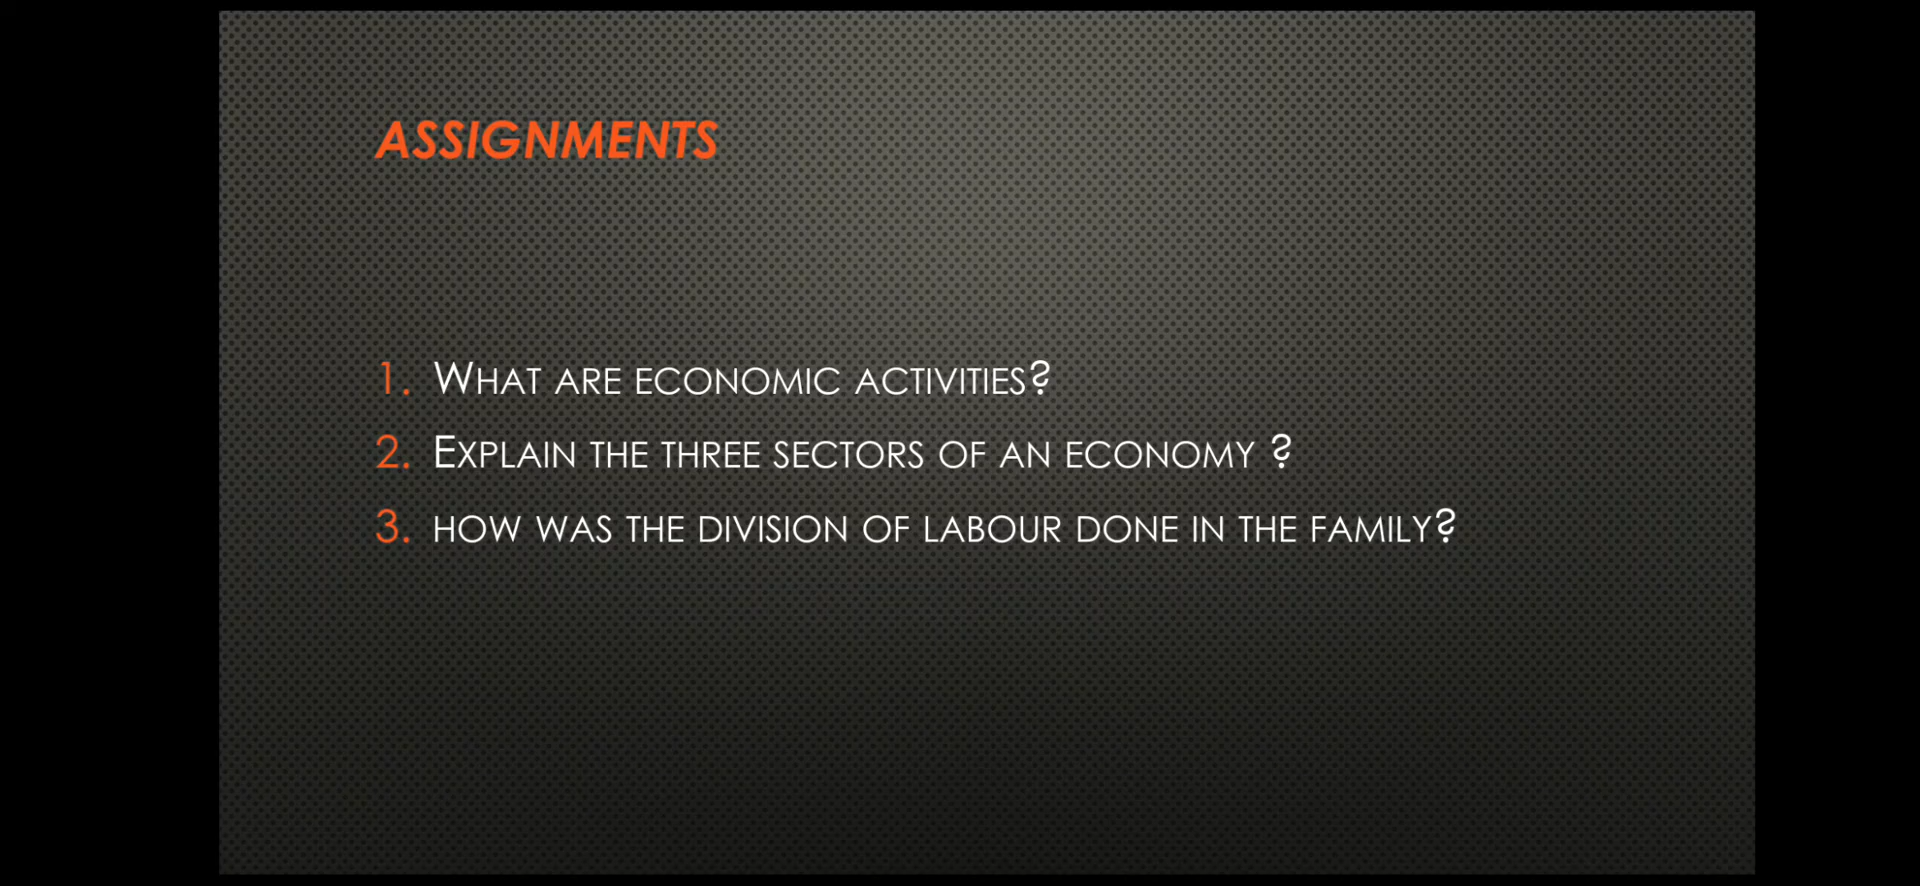 ASSIGNMENTS
1. WHAT ARE ECONOMIC ACTIVITIES?
2. EXPLAIN THE THREE SECTORS OF AN ECONOMY ?
3. HOW WAS THE DIVISION OF LABOUR DONE IN THE FAMILY?